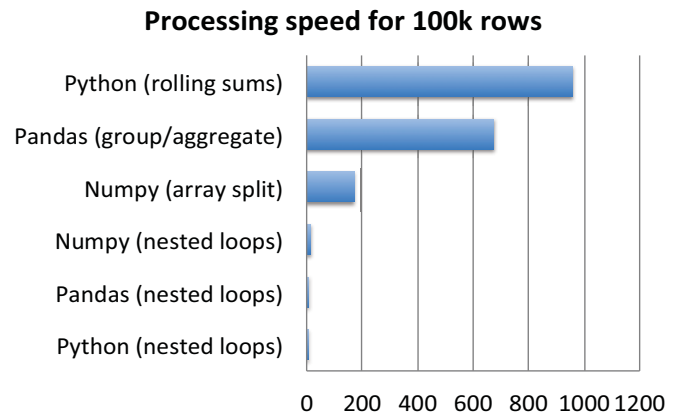 Processing speed for 100k rows
Python (rolling sums)
Pandas (group/aggregate)
Numpy (array split)
Numpy (nested loops)
Pandas (nested loops)
Python (nested loops)
0 200 400 600 800 1000 1200